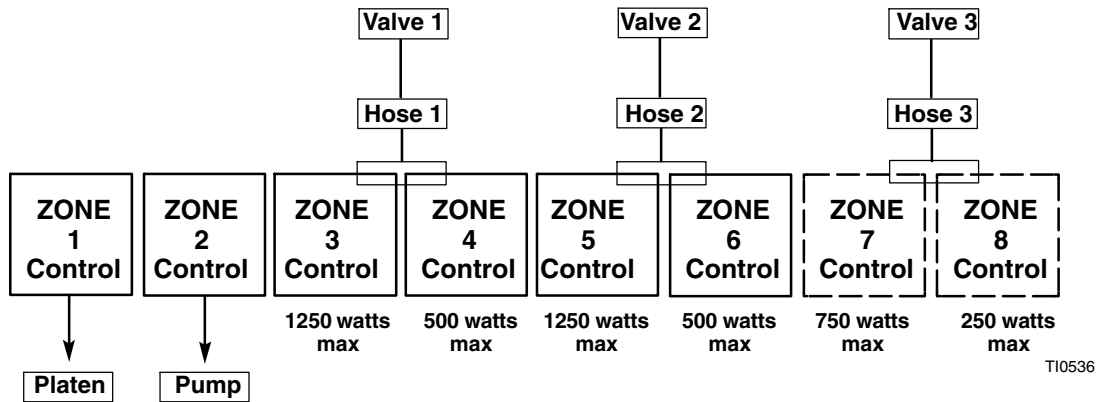 Valve 1
Valve 2
Valve 3
Hose 1
Hose 2
Hose 3
ZONE
1
Control
ZONE
2
Control
ZONE
3
Control
ZONE
4
Control
ZONE
5
Control
ZONE
6
Control
ZONE
7
Control
ZONE
8
Control
1250 watts
max
500 watts
max
1250 watts
max
500 watts
max
750 watts
max
250 watts
max
TI0536
Platen
Pump